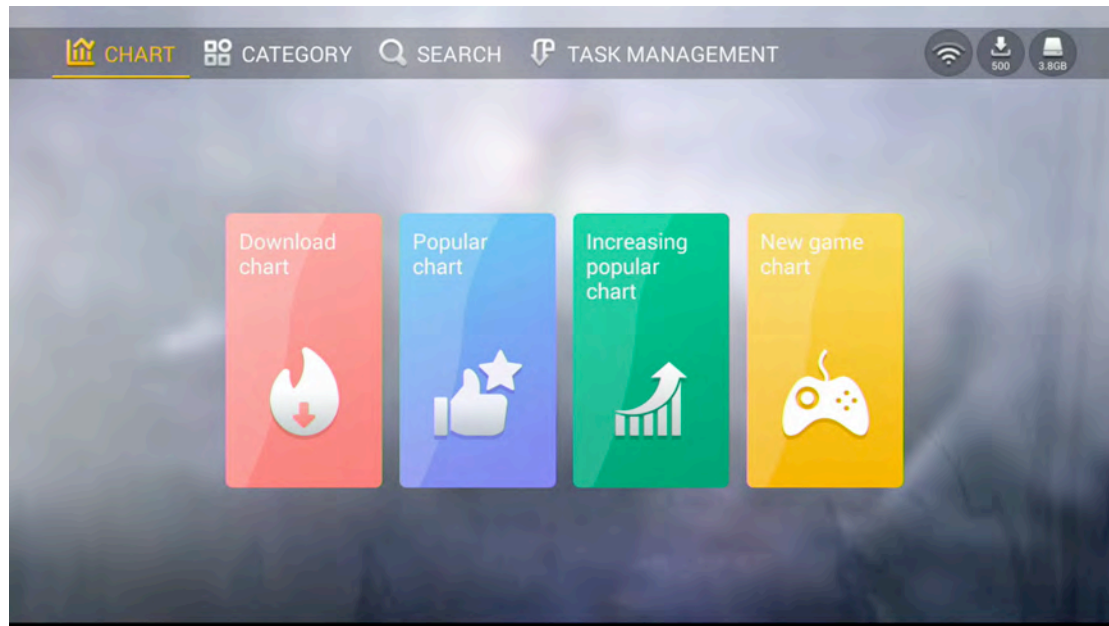 CHART CATEGORY SEARCH TASK MANAGEMENT
500 3.8GB
Download
chart
Popular
chart
Increasing
popular
chart
New game
chart